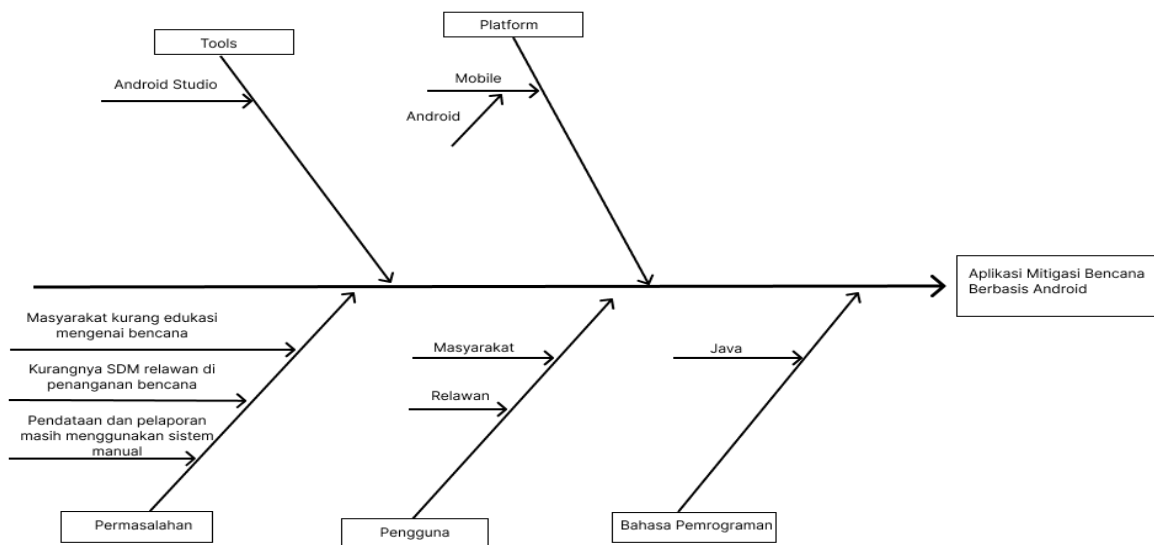 Platform
Tools
Mobile
Android Studio
Android
Aplikasi Mitigasi Bencana
Berbasis Android
Masyarakat kurang edukasi
mengenai bencana
Kurangnya SDM relawan di
penanganan bencana
Pendataan dan pelaporan
masih menggunakan sistem
manual
Masyarakat
Relawan
Java
Permasalahan
Pengguna
Bahasa Pemrograman